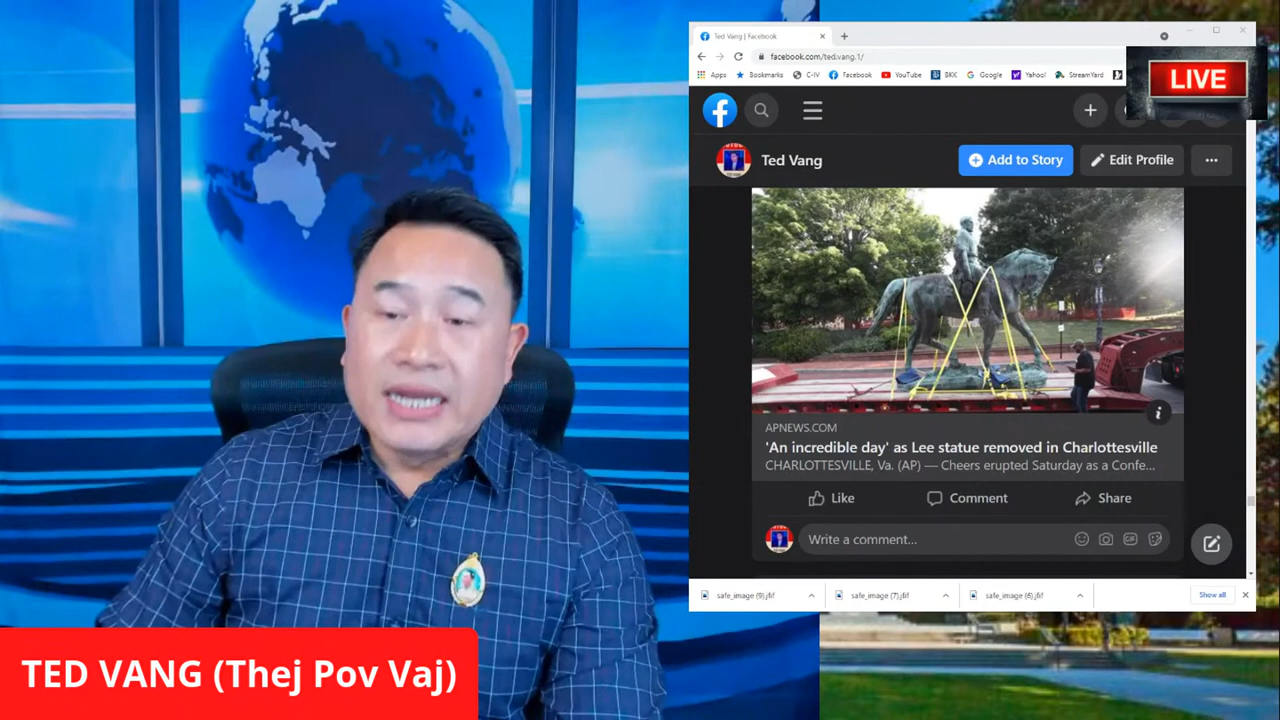 Ted Vang | Facebook
facebook.com/ted.vang.1/
Apps
Bookmarks
C-IV
Facebook
YouTube
BKK
Google
Yahoo!
StreamYard
LIVE
Ted Vang
Add to Story
Edit Profile
APNEWS.COM
'An incredible day' as Lee statue removed in Charlottesville
CHARLOTTESVILLE, Va. (AP) — Cheers erupted Saturday as a Confe...
Like
Comment
Share
Write a comment...
safe_image (9).jfif
safe_image (7).jfif
safe_image (6).jfif
Show all
TED VANG (Thej Pov Vaj)